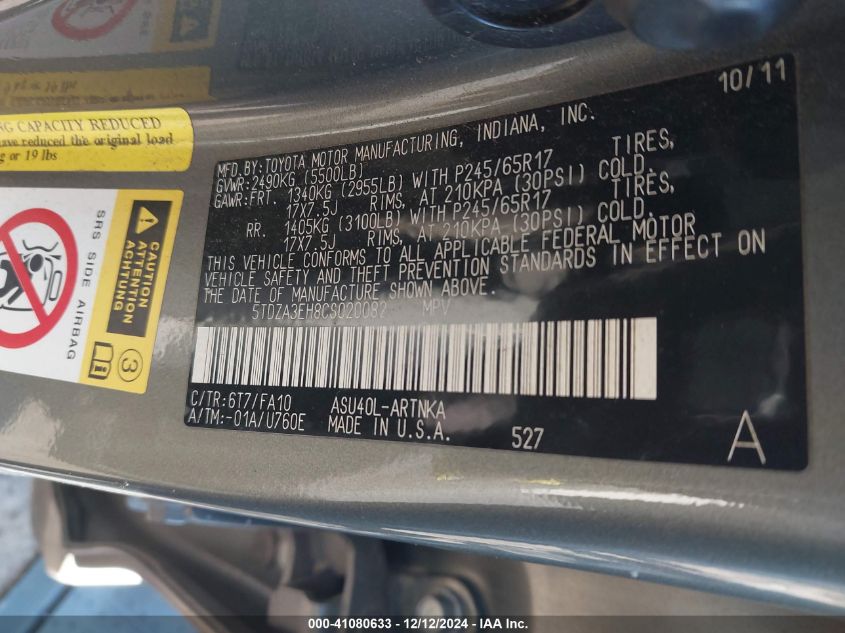 10/11
MFD.BY:TOYOTA MOTOR MANUFACTURING, INDIANA, INC.
GVWR:2490KG (5500LB)
GAWR:FRT. 1340KG (2955LB) WITH P245/65R17 TIRES,
17X7.5J RIMS, AT 210KPA (30PSI) COLD.
RR. 1405KG (3100LB) WITH P245/65R17 TIRES,
17X7.5J RIMS, AT 210KPA (30PSI) COLD.
THIS VEHICLE CONFORMS TO ALL APPLICABLE FEDERAL MOTOR
VEHICLE SAFETY AND THEFT PREVENTION STANDARDS IN EFFECT ON
THE DATE OF MANUFACTURE SHOWN ABOVE.
5TDZA3EH8CS020082 MPV
C/TR:6T7/FA10 ASU40L-ARTNKA
A/TM:-01A/U760E MADE IN U.S.A. 527
A
CAPACITY REDUCED
have reduced the original load
or 19 lbs
CAUTION
ATTENTION
ACHTUNG
SRS SIDE AIRBAG
3
000-41080633 - 12/12/2024 - IAA Inc.